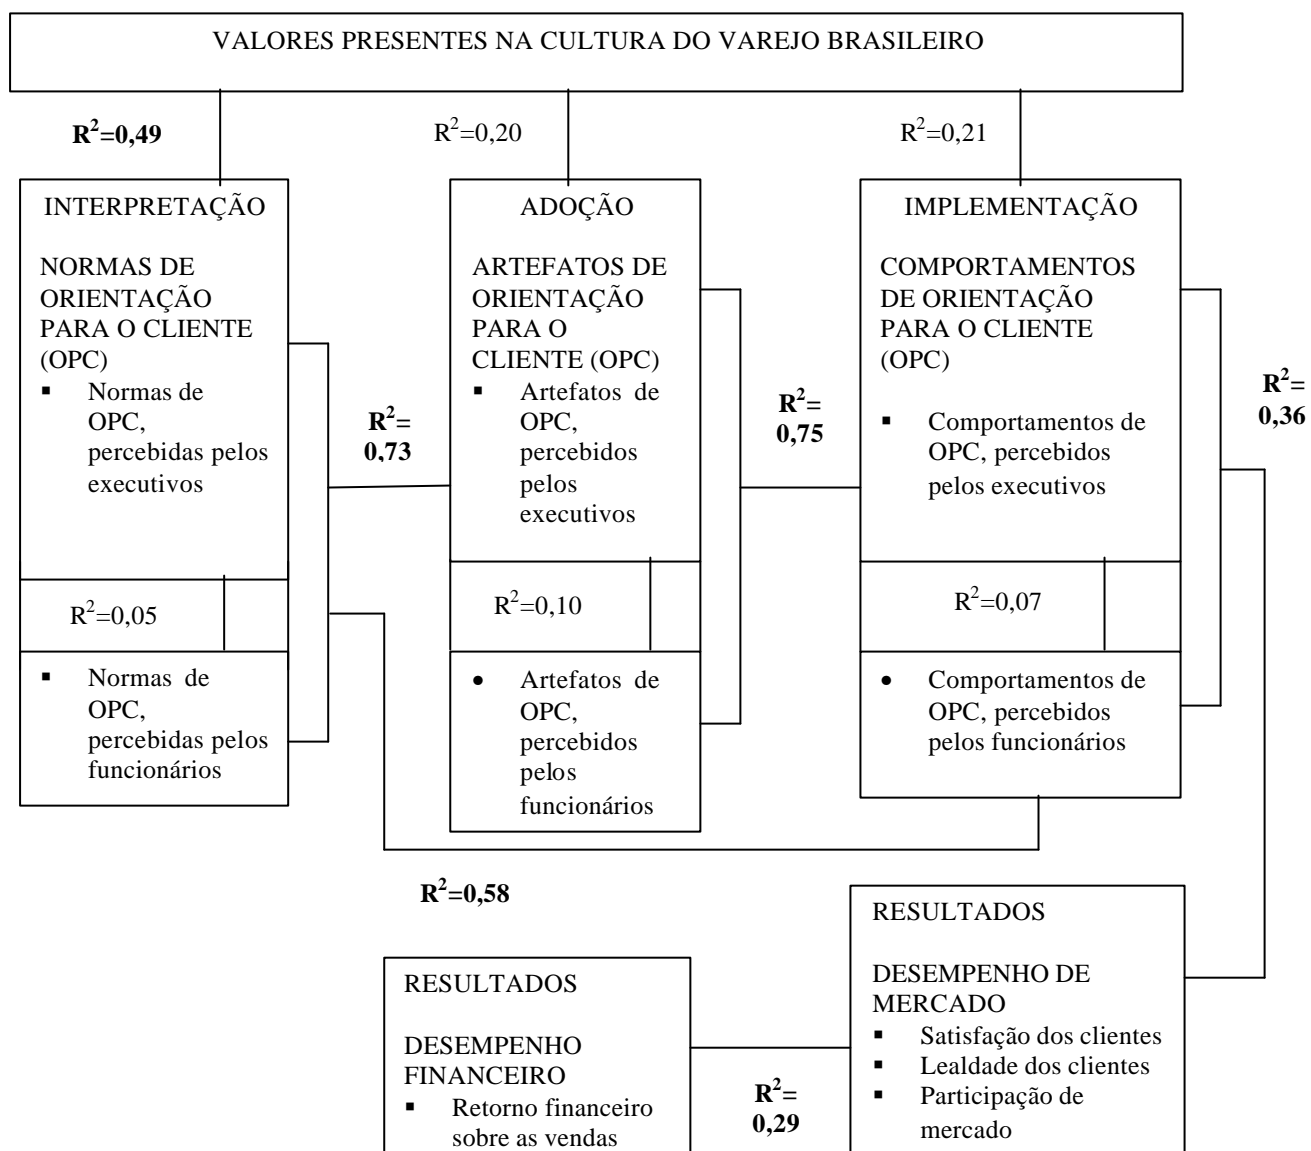 VALORES PRESENTES NA CULTURA DO VAREJO BRASILEIRO
R²=0,49
R²=0,20
R²=0,21
INTERPRETAÇÃO
NORMAS DE
ORIENTAÇÃO
PARA O CLIENTE
(OPC)
▪ Normas de
OPC,
percebidas pelos
executivos
R²=0,05
▪ Normas de
OPC,
percebidas pelos
funcionários
R²=
0,73
ADOÇÃO
ARTEFATOS DE
ORIENTAÇÃO
PARA O
CLIENTE (OPC)
▪ Artefatos de
OPC,
percebidos
pelos
executivos
R²=0,10
• Artefatos de
OPC,
percebidos
pelos
funcionários
R²=
0,75
IMPLEMENTAÇÃO
COMPORTAMENTOS
DE ORIENTAÇÃO
PARA O CLIENTE
(OPC)
▪ Comportamentos de
OPC, percebidos
pelos executivos
R²=0,07
• Comportamentos de
OPC, percebidos
pelos funcionários
R²=
0,36
R²=0,58
RESULTADOS
DESEMPENHO
FINANCEIRO
▪ Retorno financeiro
sobre as vendas
R²=
0,29
RESULTADOS
DESEMPENHO DE
MERCADO
▪ Satisfação dos clientes
▪ Lealdade dos clientes
▪ Participação de
mercado